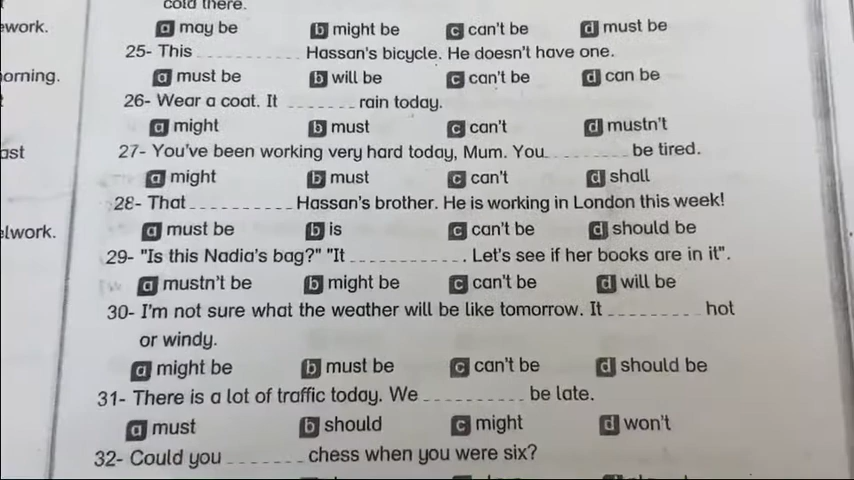 cold there.
ework.
a may be b might be c can't be d must be
25- This ____________ Hassan's bicycle. He doesn't have one.
orning.
a must be b will be c can't be d can be
26- Wear a coat. It _______ rain today.
a might b must c can't d mustn't
ast
27- You've been working very hard today, Mum. You ________ be tired.
a might b must c can't d shall
28- That __________ Hassan's brother. He is working in London this week!
elwork.
a must be b is c can't be d should be
29- "Is this Nadia's bag?" "It ___________ . Let's see if her books are in it".
a mustn't be b might be c can't be d will be
30- I'm not sure what the weather will be like tomorrow. It _________ hot
or windy.
a might be b must be c can't be d should be
31- There is a lot of traffic today. We __________ be late.
a must b should c might d won't
32- Could you ________ chess when you were six?